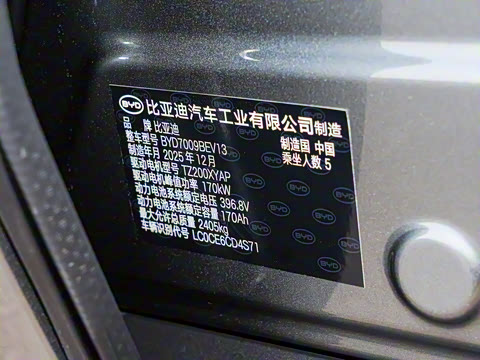 BYD 比亚迪汽车工业有限公司制造
品 牌 比亚迪 制造国 中国
整车型号 BYD7009BEV13 乘坐人数 5
制造年月 2025年12月
驱动电机型号 TZ200XYAP
驱动电机峰值功率 170kW
动力电池系统额定电压 396.8V
动力电池系统额定容量 170Ah
最大允许总质量 2405kg
车辆识别代号 LC0CE6CD4S71